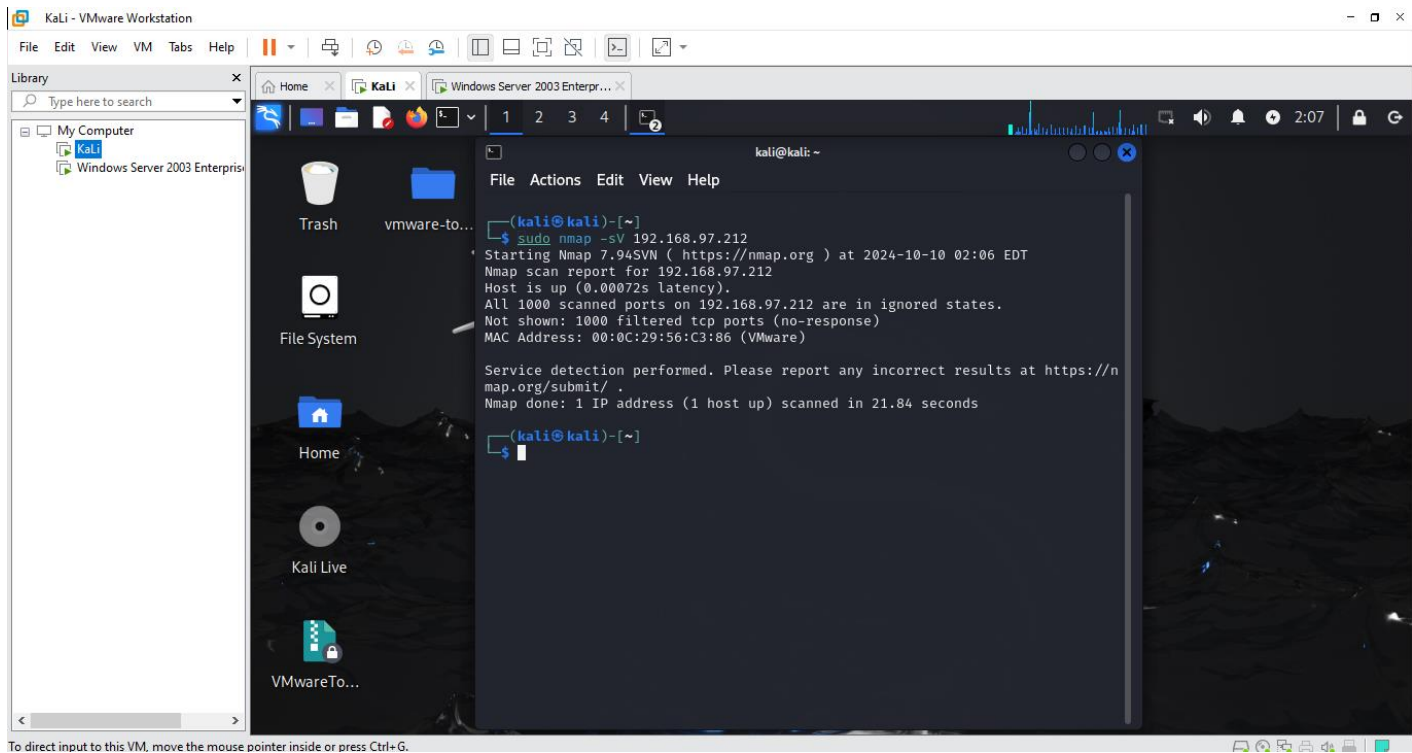 KaLi - VMware Workstation
File Edit View VM Tabs Help
Library
Type here to search
My Computer
KaLi
Windows Server 2003 Enterpris
Home
KaLi
Windows Server 2003 Enterpr...
1 2 3 4
2
2:07
kali@kali: ~
File Actions Edit View Help
Trash
vmware-to...
File System
Home
Kali Live
VMwareTo...
(kali㉿kali)-[~]
$ sudo nmap -sV 192.168.97.212
Starting Nmap 7.94SVN ( https://nmap.org ) at 2024-10-10 02:06 EDT
Nmap scan report for 192.168.97.212
Host is up (0.00072s latency).
All 1000 scanned ports on 192.168.97.212 are in ignored states.
Not shown: 1000 filtered tcp ports (no-response)
MAC Address: 00:0C:29:56:C3:86 (VMware)
Service detection performed. Please report any incorrect results at https://n
map.org/submit/ .
Nmap done: 1 IP address (1 host up) scanned in 21.84 seconds
(kali㉿kali)-[~]
$
To direct input to this VM, move the mouse pointer inside or press Ctrl+G.